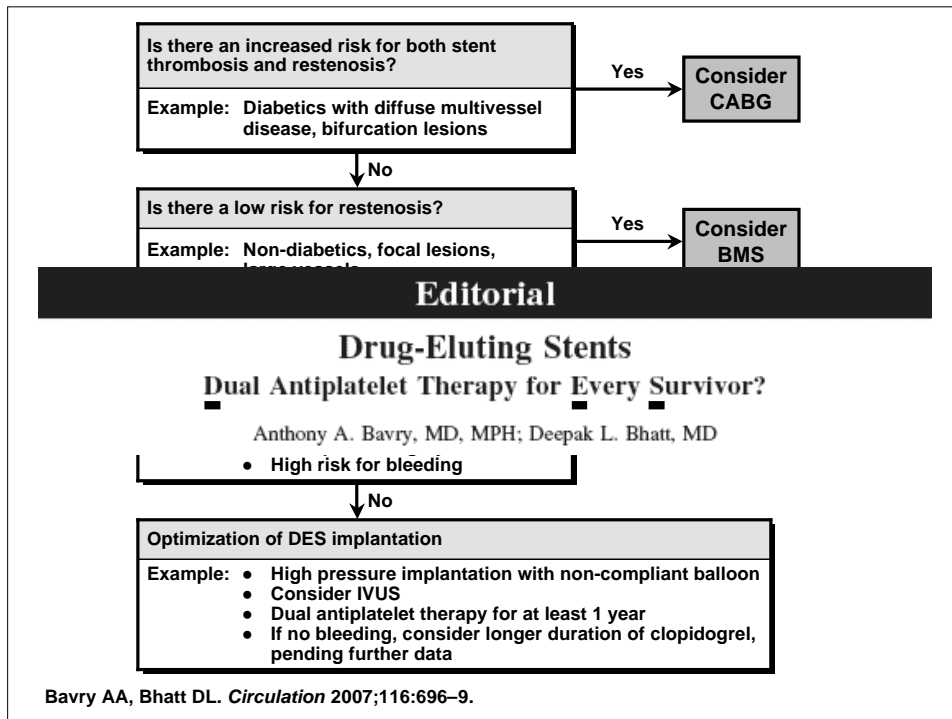 Is there an increased risk for both stent
thrombosis and restenosis?
Yes
Consider
CABG
Example: Diabetics with diffuse multivessel
disease, bifurcation lesions
No
Is there a low risk for restenosis?
Yes
Consider
BMS
Example: Non-diabetics, focal lesions,
Editorial
Drug-Eluting Stents
Dual Antiplatelet Therapy for Every Survivor?
Anthony A. Bavry, MD, MPH; Deepak L. Bhatt, MD
● High risk for bleeding
No
Optimization of DES implantation
Example: ● High pressure implantation with non-compliant balloon
● Consider IVUS
● Dual antiplatelet therapy for at least 1 year
● If no bleeding, consider longer duration of clopidogrel,
pending further data
Bavry AA, Bhatt DL. Circulation 2007;116:696–9.